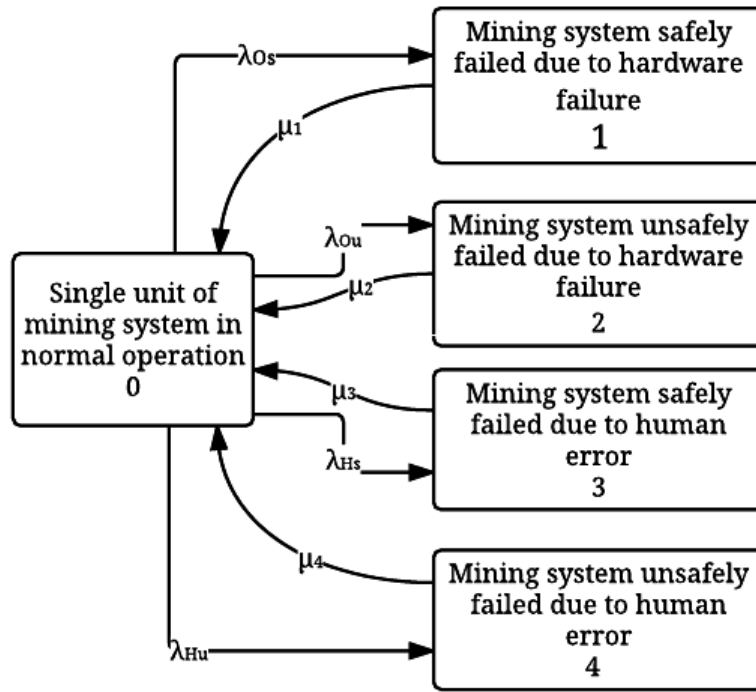 λOs
Mining system safely
failed due to hardware
failure
1
μ1
λOu
Mining system unsafely
failed due to hardware
failure
2
μ2
Single unit of
mining system in
normal operation
0
μ3
λHs
Mining system safely
failed due to human
error
3
μ4
λHu
Mining system unsafely
failed due to human
error
4